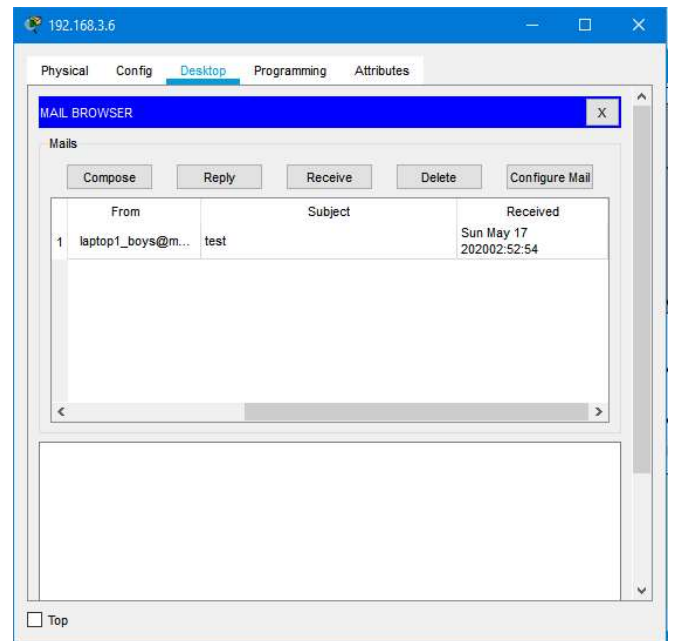 192.168.3.6
Physical Config Desktop Programming Attributes
MAIL BROWSER X
Mails
Compose Reply Receive Delete Configure Mail
From Subject Received
1 laptop1_boys@m... test Sun May 17
202002:52:54
Top